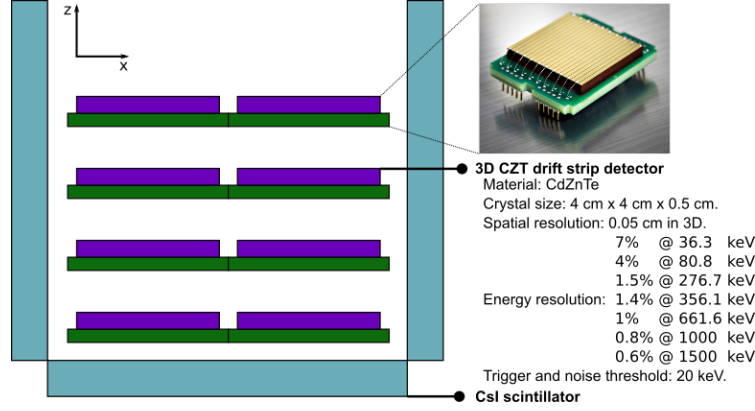 z
x
3D CZT drift strip detector
Material: CdZnTe
Crystal size: 4 cm x 4 cm x 0.5 cm.
Spatial resolution: 0.05 cm in 3D.
7% @ 36.3 keV
4% @ 80.8 keV
1.5% @ 276.7 keV
Energy resolution: 1.4% @ 356.1 keV
1% @ 661.6 keV
0.8% @ 1000 keV
0.6% @ 1500 keV
Trigger and noise threshold: 20 keV.
CsI scintillator